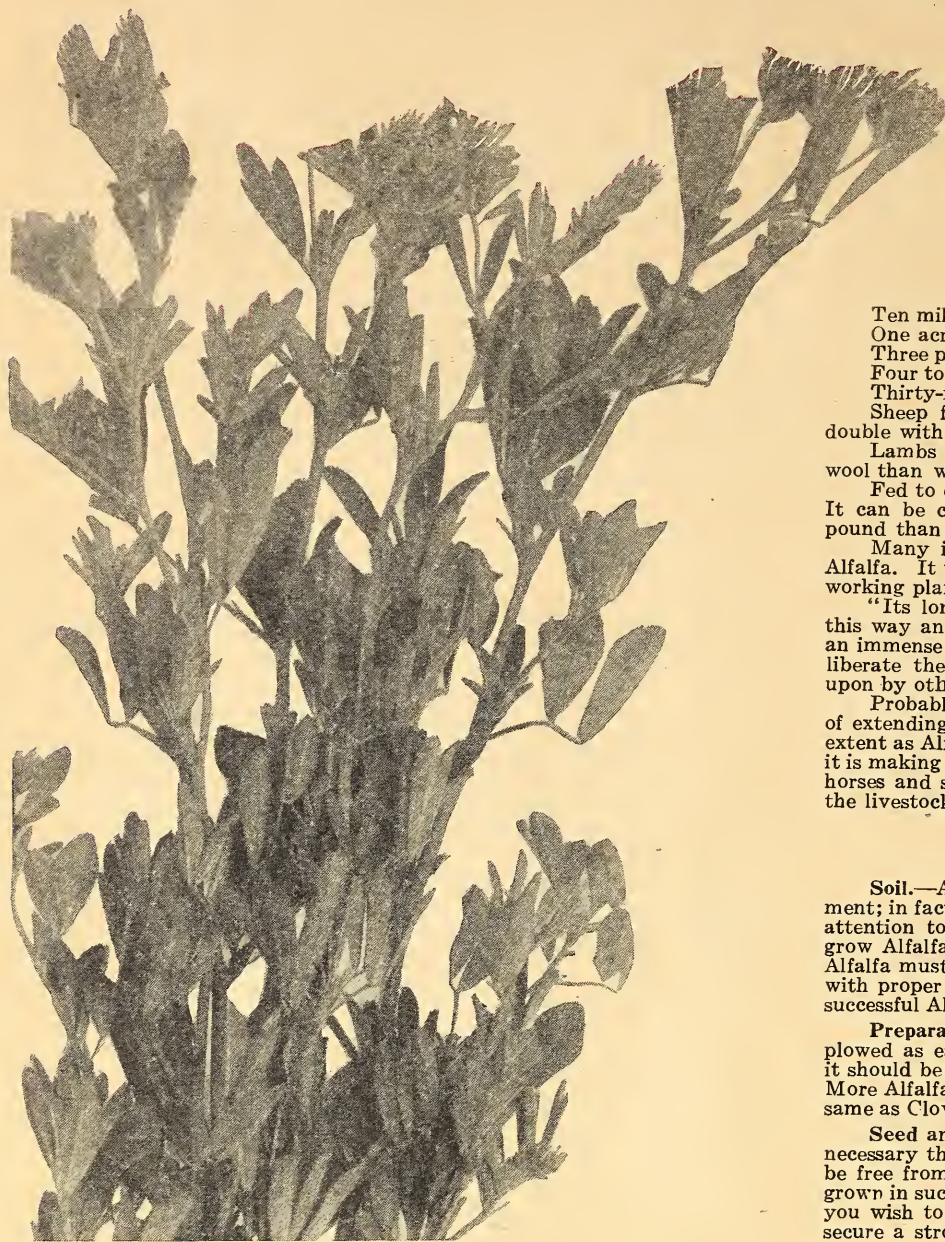 Ten mil
One acr
Three p
Four to
Thirty-
Sheep f
double with
Lambs
wool than w
Fed to
It can be c
pound than
Many i
Alfalfa. It
working plan
"Its lon
this way an
an immense
liberate the
upon by oth
Probabl
of extending
extent as Al
it is making
horses and s
the livestock
Soil.—A
ment; in fac
attention to
grow Alfalfa
Alfalfa must
with proper
successful Al
Prepara
plowed as e
it should be
More Alfalfa
same as Clov
Seed an
necessary th
be free from
grown in suc
you wish to
secure a stro